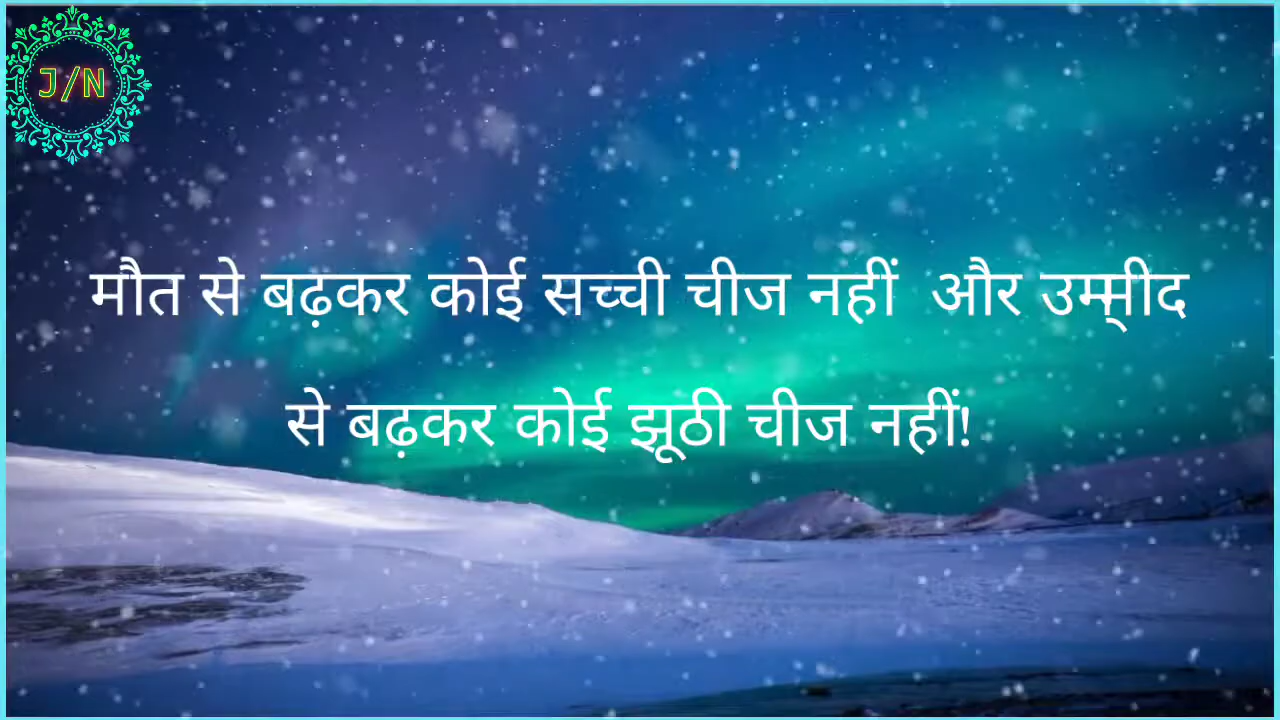 J/N
मौत से बढ़कर कोई सच्ची चीज नहीं और उम्मी्द
से बढ़कर कोई झूठी चीज नहीं!